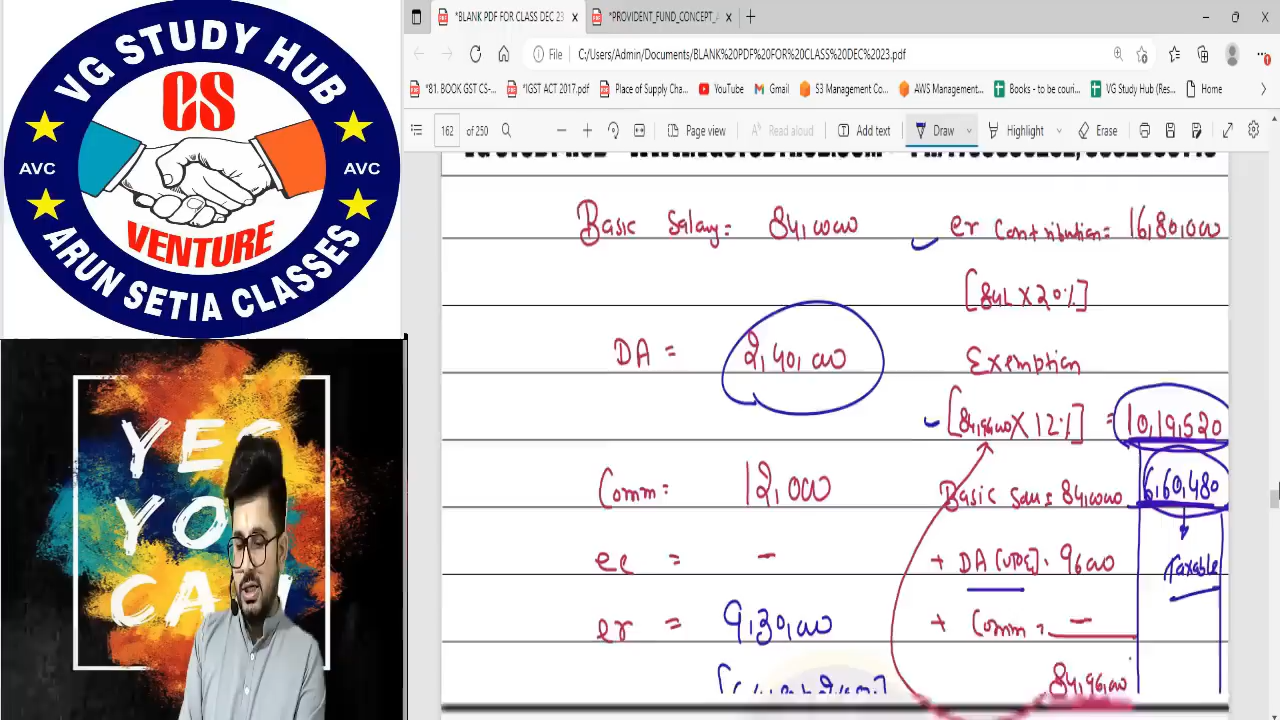 VG STUDY HUB
CS
AVC
AVC
VENTURE
ARUN SETIA CLASSES
YES
YOU
CAN
*BLANK PDF FOR CLASS DEC 23
*PROVIDENT_FUND_CONCEPT_
File
C:/Users/Admin/Documents/BLANK%20PDF%20FOR%20CLASS%20DEC%202023.pdf
*81. BOOK GST CS-...
*IGST ACT 2017.pdf
Place of Supply Cha...
YouTube
Gmail
S3 Management Co...
AWS Management...
Books - to be couri...
VG Study Hub (Res...
Home
162 of 250
Page view
Read aloud
Add text
Draw
Highlight
Erase
Basic Salary = 84,00,000
er Contribution = 16,80,000
[84L X 20%]
DA = 2,40,000
Exemption
[84,96,000 X 12%] = 10,19,520
Comm = 12,000
Basic = 84,00,000
6,60,480
ee = -
+ DA = 96,000
Taxable
er = 9,30,000
+ Comm = -
84,96,000